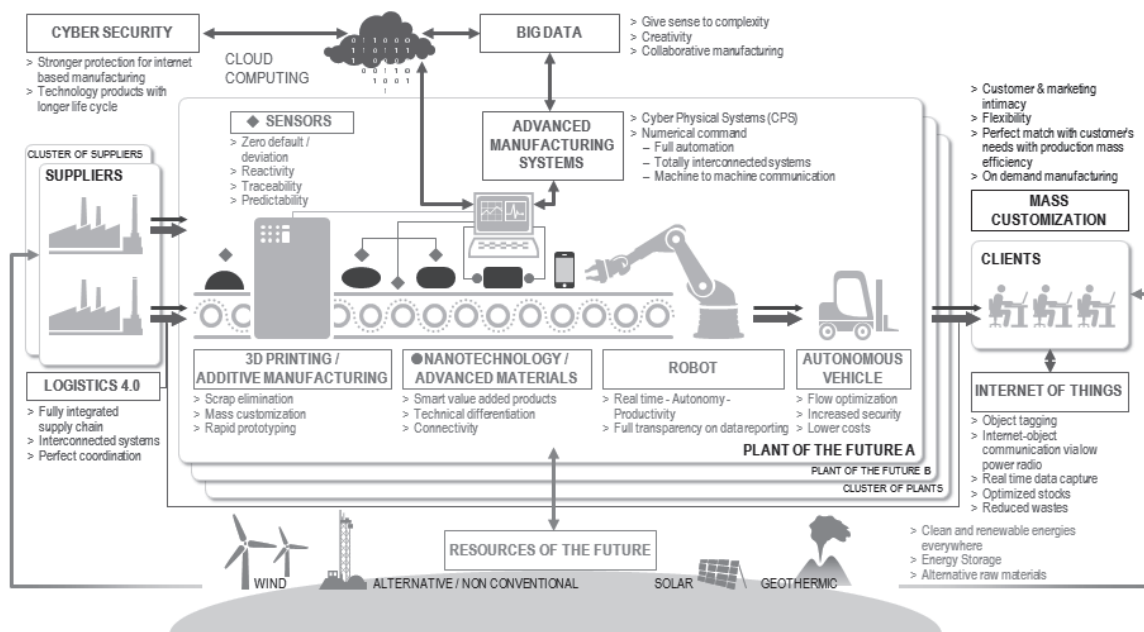 CYBER SECURITY
> Stronger protection for internet
based manufacturing
> Technology products with
longer life cycle
CLOUD
COMPUTING
BIG DATA
> Give sense to complexity
> Creativity
> Collaborative manufacturing
CLUSTER OF SUPPLIERS
SUPPLIERS
SENSORS
> Zero default /
deviation
> Reactivity
> Traceability
> Predictability
ADVANCED
MANUFACTURING
SYSTEMS
> Cyber Physical Systems (CPS)
> Numerical command
– Full automation
– Totally interconnected systems
– Machine to machine communication
> Customer & marketing
intimacy
> Flexibility
> Perfect match with customer's
needs with production mass
efficiency
> On demand manufacturing
MASS
CUSTOMIZATION
CLIENTS
LOGISTICS 4.0
> Fully integrated
supply chain
> Interconnected systems
> Perfect coordination
3D PRINTING /
ADDITIVE MANUFACTURING
> Scrap elimination
> Mass customization
> Rapid prototyping
NANOTECHNOLOGY /
ADVANCED MATERIALS
> Smart value added products
> Technical differentiation
> Connectivity
ROBOT
> Real time - Autonomy -
Productivity
> Full transparency on data reporting
AUTONOMOUS
VEHICLE
> Flow optimization
> Increased security
> Lower costs
PLANT OF THE FUTURE A
PLANT OF THE FUTURE B
CLUSTER OF PLANTS
INTERNET OF THINGS
> Object tagging
> Internet-object
communication via low
power radio
> Real time data capture
> Optimized stocks
> Reduced wastes
RESOURCES OF THE FUTURE
WIND
ALTERNATIVE / NON CONVENTIONAL
SOLAR
GEOTHERMIC
> Clean and renewable energies
everywhere
> Energy Storage
> Alternative raw materials